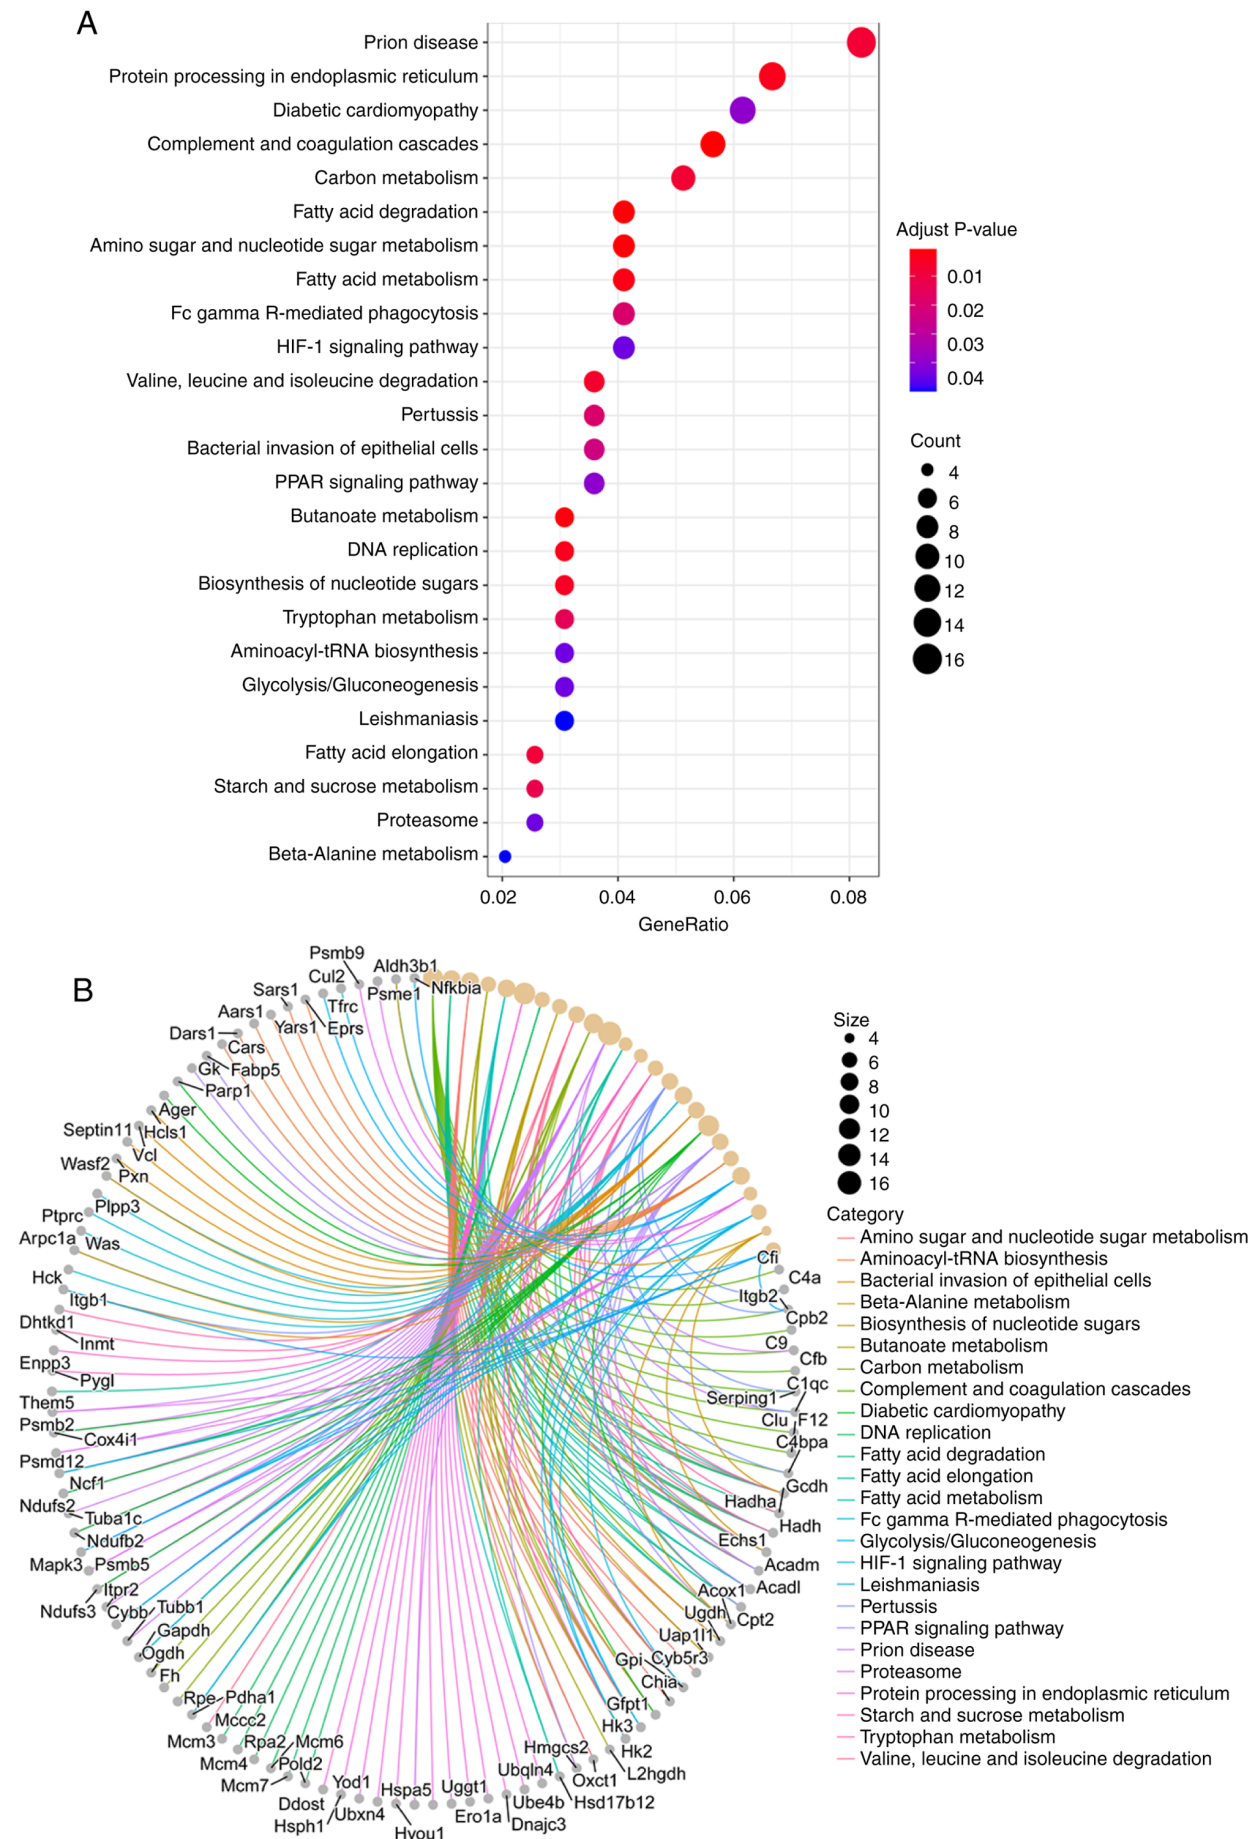 A
Prion disease
Protein processing in endoplasmic reticulum
Diabetic cardiomyopathy
Complement and coagulation cascades
Carbon metabolism
Fatty acid degradation
Amino sugar and nucleotide sugar metabolism
Fatty acid metabolism
Fc gamma R-mediated phagocytosis
HIF-1 signaling pathway
Valine, leucine and isoleucine degradation
Pertussis
Bacterial invasion of epithelial cells
PPAR signaling pathway
Butanoate metabolism
DNA replication
Biosynthesis of nucleotide sugars
Tryptophan metabolism
Aminoacyl-tRNA biosynthesis
Glycolysis/Gluconeogenesis
Leishmaniasis
Fatty acid elongation
Starch and sucrose metabolism
Proteasome
Beta-Alanine metabolism
0.02 0.04 0.06 0.08
GeneRatio
Adjust P-value
0.01
0.02
0.03
0.04
Count
4
6
8
10
12
14
16
B
Psmb9
Aldh3b1
Cul2
Psme1
Nfkbia
Sars1
Tfrc
Aars1
Yars1
Eprs
Dars1
Cars
Gk
Fabp5
Parp1
Ager
Septin11
Hcls1
Vcl
Wasf2
Pxn
Plpp3
Ptprc
Arpc1a
Was
Hck
Itgb1
Dhtkd1
Inmt
Enpp3
Pygl
Them5
Psmb2
Cox4i1
Psmd12
Ncf1
Ndufs2
Tuba1c
Ndufb2
Mapk3
Psmb5
Itpr2
Ndufs3
Cybb
Tubb1
Gapdh
Ogdh
Fh
Rpe
Pdha1
Mccc2
Mcm3
Rpa2
Mcm6
Mcm4
Pold2
Mcm7
Yod1
Ddost
Hsph1
Ubxn4
Hspa5
Hyou1
Uggt1
Ero1a
Ubqln4
Ube4b
Dnajc3
Hmgcs2
Oxct1
Hsd17b12
L2hgdh
Hk2
Hk3
Gfpt1
Chia
Gpi
Cyb5r3
Uap1l1
Ugdh
Cpt2
Acox1
Acadl
Acadm
Echs1
Hadh
Hadha
Gcdh
C4bpa
Clu
F12
Serping1
C1qc
Cfb
C9
Cpb2
Itgb2
C4a
Cfi
Size
4
6
8
10
12
14
16
Category
Amino sugar and nucleotide sugar metabolism
Aminoacyl-tRNA biosynthesis
Bacterial invasion of epithelial cells
Beta-Alanine metabolism
Biosynthesis of nucleotide sugars
Butanoate metabolism
Carbon metabolism
Complement and coagulation cascades
Diabetic cardiomyopathy
DNA replication
Fatty acid degradation
Fatty acid elongation
Fatty acid metabolism
Fc gamma R-mediated phagocytosis
Glycolysis/Gluconeogenesis
HIF-1 signaling pathway
Leishmaniasis
Pertussis
PPAR signaling pathway
Prion disease
Proteasome
Protein processing in endoplasmic reticulum
Starch and sucrose metabolism
Tryptophan metabolism
Valine, leucine and isoleucine degradation